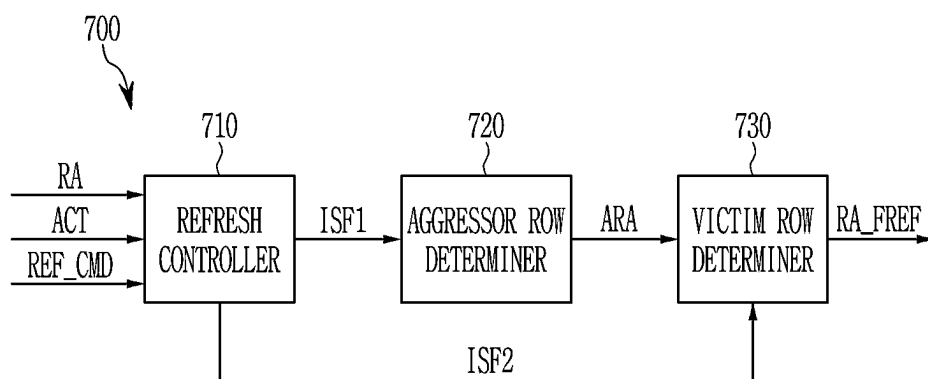 700
710
720
730
RA
ACT
REF_CMD
REFRESH
CONTROLLER
ISF1
AGGRESSOR ROW
DETERMINER
ARA
VICTIM ROW
DETERMINER
RA_FREF
ISF2